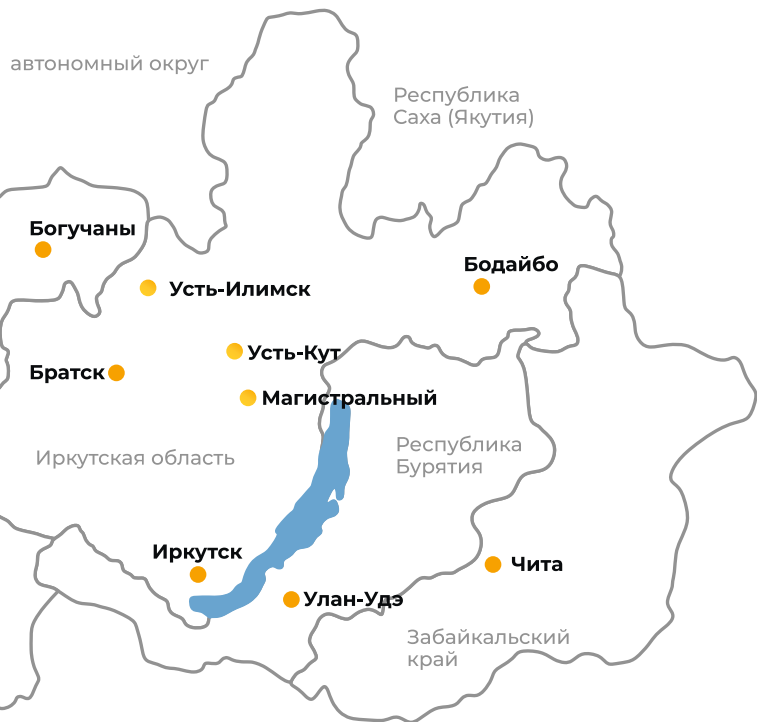 автономный округ
Республика
Саха (Якутия)
Богучаны
Бодайбо
Усть-Илимск
Усть-Кут
Братск
Магистральный
Республика
Бурятия
Иркутская область
Иркутск
Чита
Улан-Удэ
Забайкальский
край